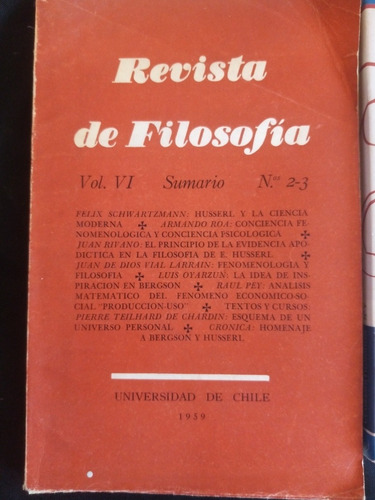 Revista
de Filosofía
Vol. VI Sumario N.os 2-3
FELIX SCHWARTZMANN: HUSSERL Y LA CIENCIA
MODERNA ✣ ARMANDO ROA: CONCIENCIA FE-
NOMENOLOGICA Y CONCIENCIA PSICOLOGICA ✣
JUAN RIVANO: EL PRINCIPIO DE LA EVIDENCIA APO-
DICTICA EN LA FILOSOFIA DE E. HUSSERL ✣
JUAN DE DIOS VIAL LARRAIN: FENOMENOLOGIA Y
FILOSOFIA ✣ LUIS OYARZUN: LA IDEA DE INS-
PIRACION EN BERGSON ✣ RAUL PEY: ANALISIS
MATEMATICO DEL FENOMENO ECONOMICO-SO-
CIAL "PRODUCCION-USO" ✣ TEXTOS Y CURSOS:
PIERRE TEILHARD DE CHARDIN: ESQUEMA DE UN
UNIVERSO PERSONAL ✣ CRONICA: HOMENAJE
A BERGSON Y HUSSERL
UNIVERSIDAD DE CHILE
1959